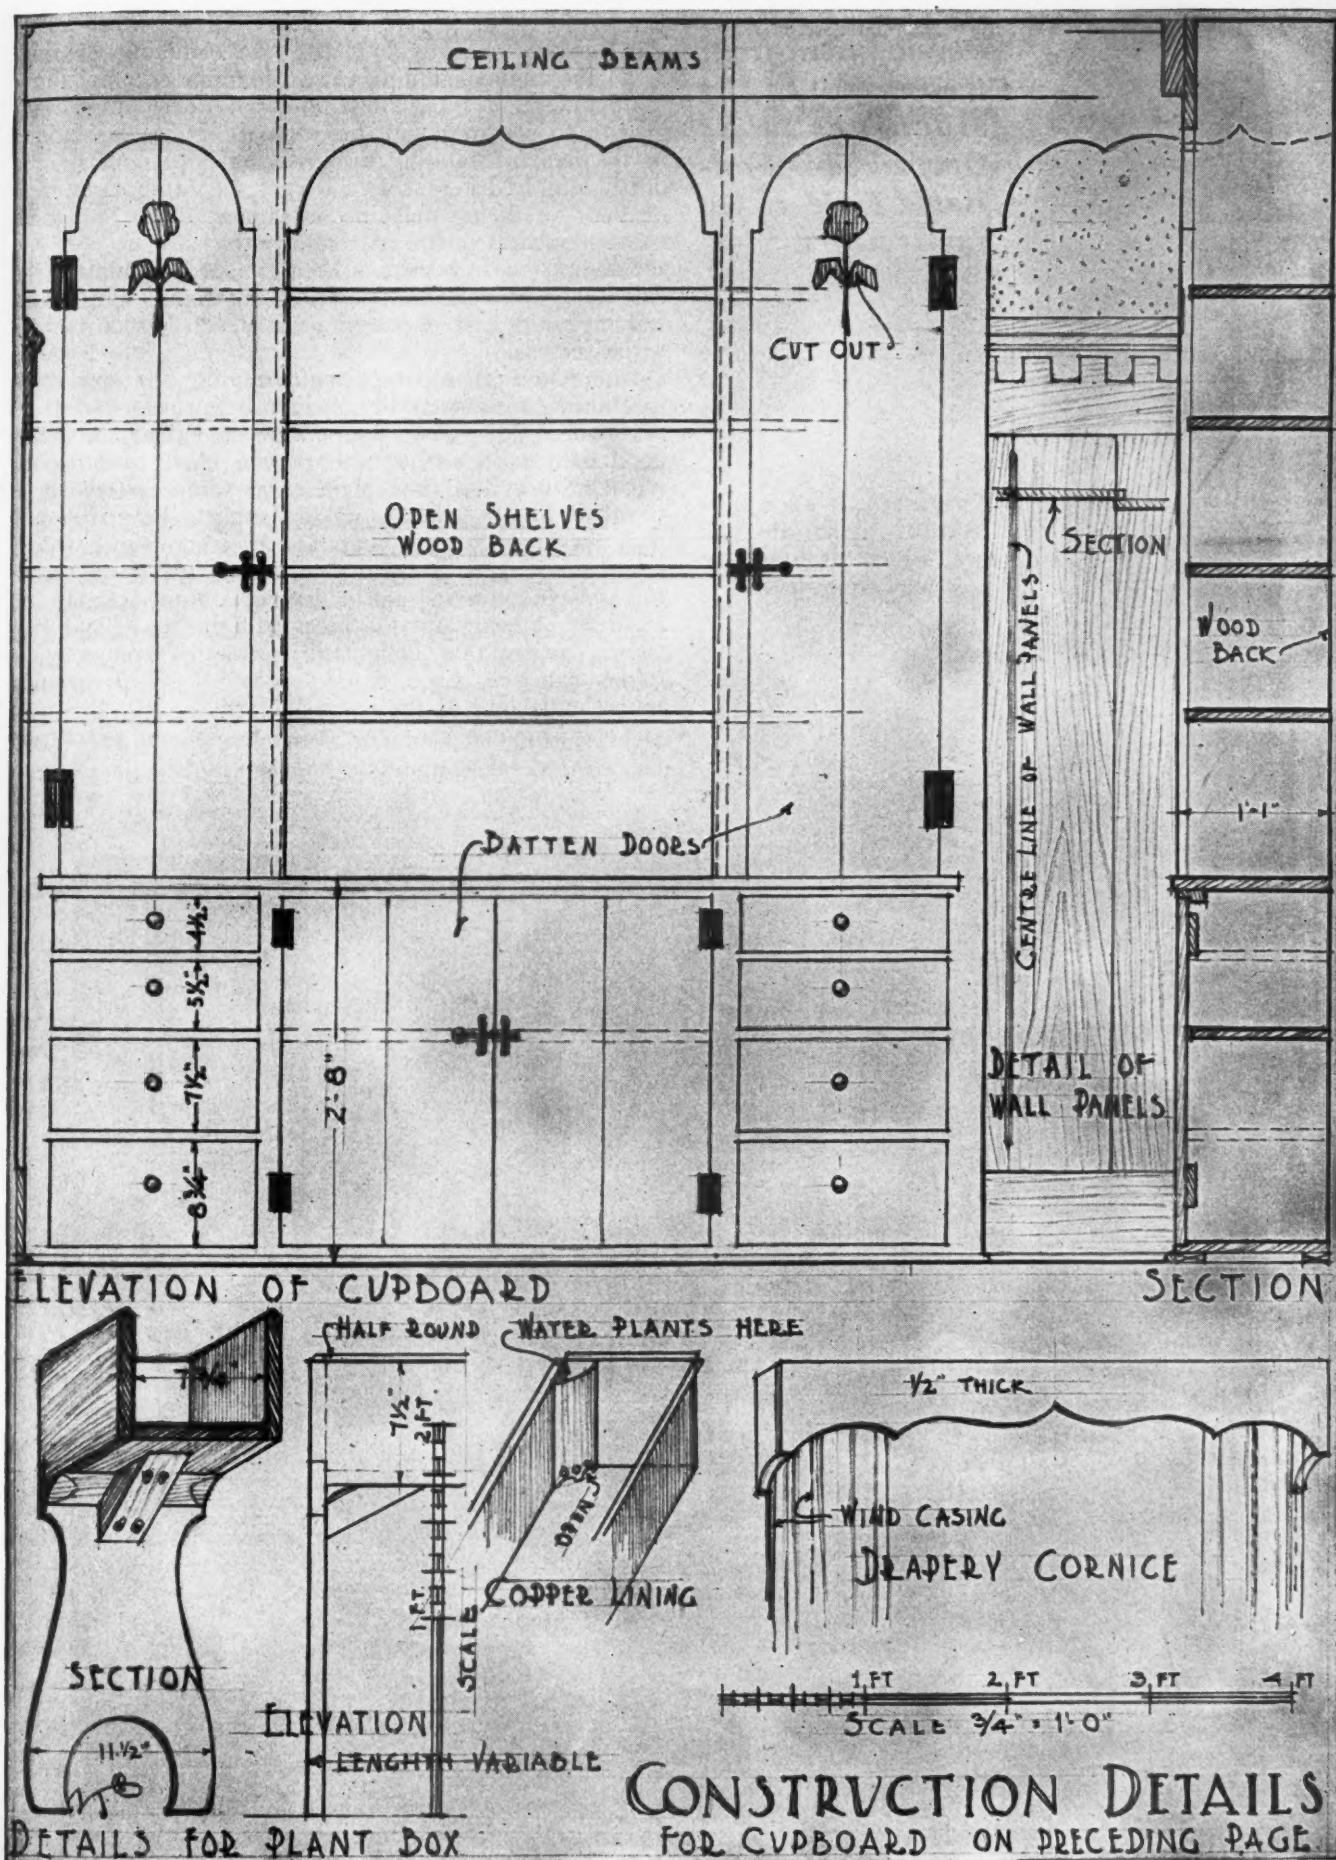 CEILING BEAMS
CUT OUT
OPEN SHELVES
WOOD BACK
SECTION
CENTRE LINE OF WALL PANELS
WOOD
BACK
1'-1"
BATTEN DOORS
4½"
5½"
7½"
8¾"
2'-8"
DETAIL OF
WALL PANELS
ELEVATION OF CUPBOARD
SECTION
HALF ROUND
WATER PLANTS HERE
7½"
2 FT
1 FT.
SCALE
OPEN
COPPER LINING
½" THICK
WIND CASING
DRAPERY CORNICE
SECTION
11½"
ELEVATION
LENGHTH VARIABLE
1 FT 2 FT 3 FT 4 FT
SCALE ¾" = 1'-0"
DETAILS FOR PLANT BOX
CONSTRUCTION DETAILS
FOR CUPBOARD ON PRECEDING PAGE